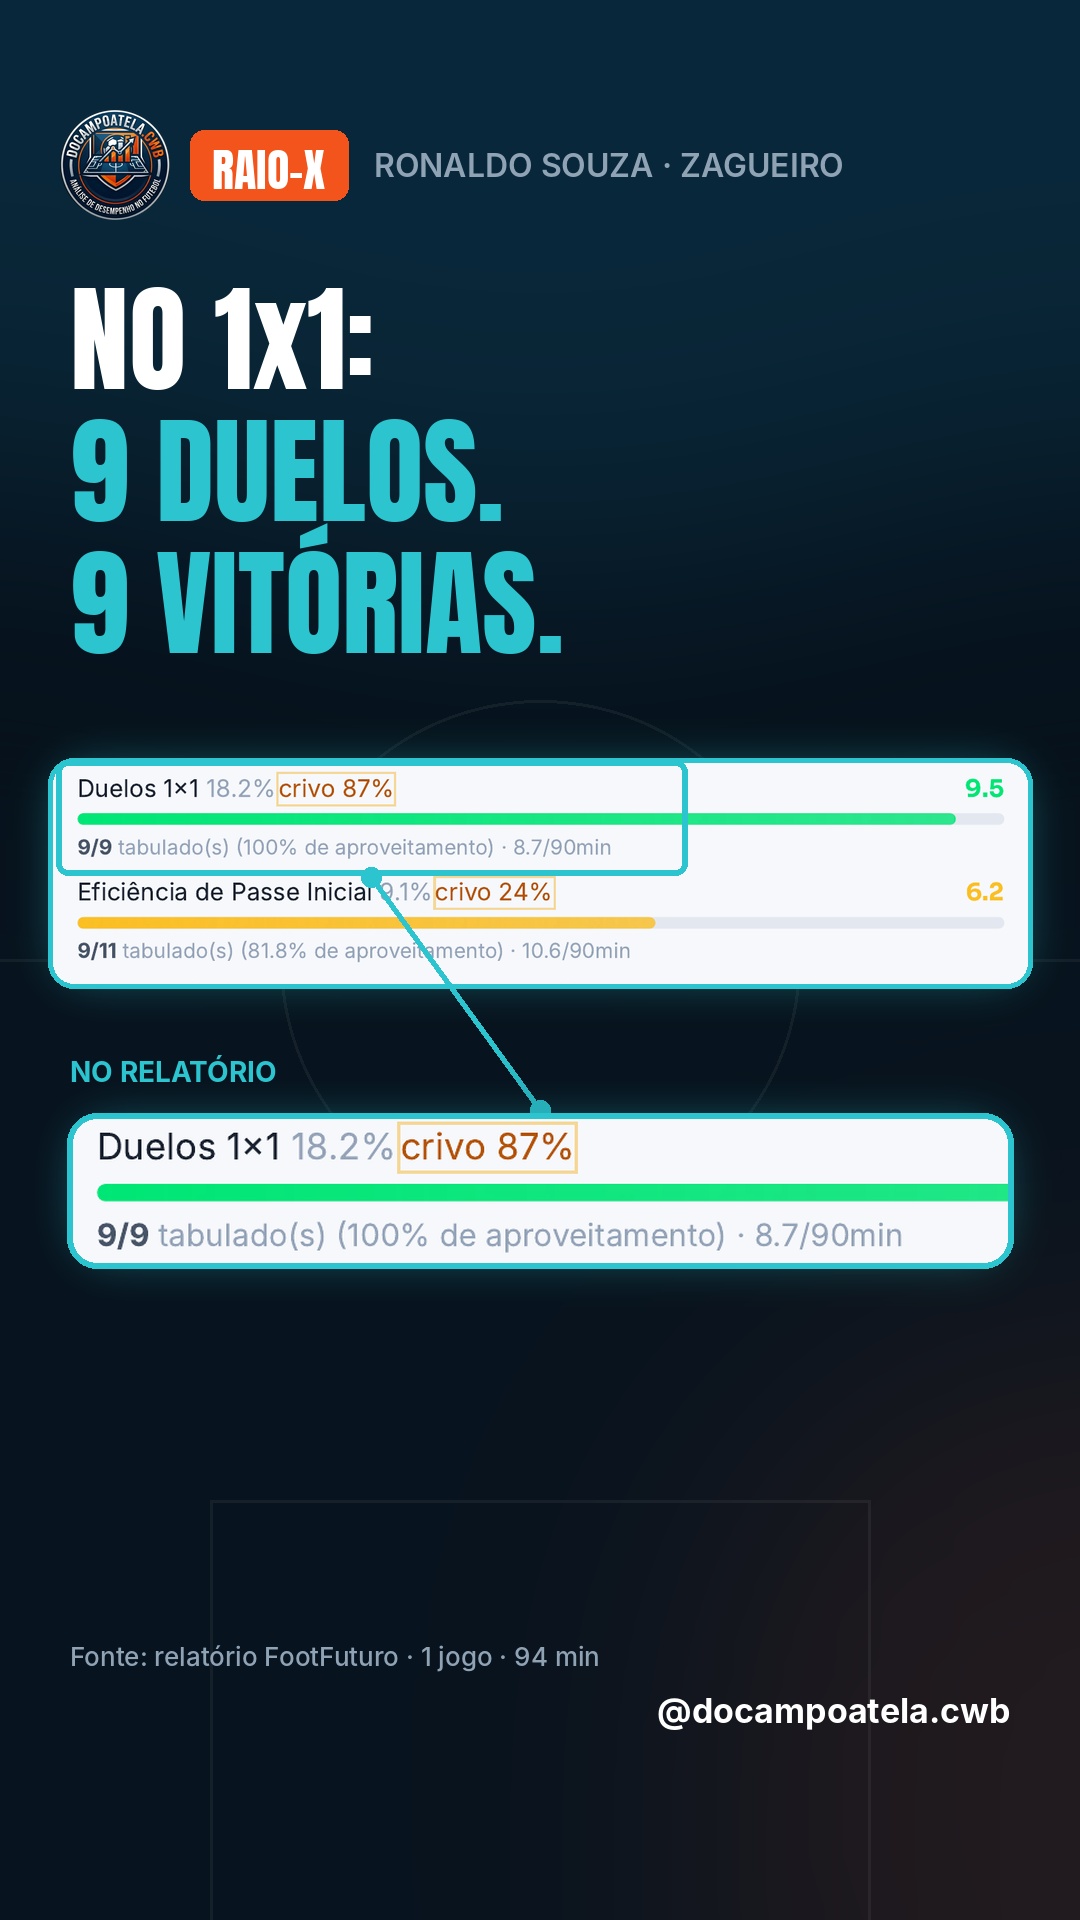 DOCAMPOATELA.CWB
ANÁLISE DE DESEMPENHO NO FUTEBOL
RAIO-X
RONALDO SOUZA · ZAGUEIRO
NO 1x1:
9 DUELOS.
9 VITÓRIAS.
Duelos 1×1 18.2% crivo 87% 9.5
9/9 tabulado(s) (100% de aproveitamento) · 8.7/90min
Eficiência de Passe Inicial 9.1% crivo 24% 6.2
9/11 tabulado(s) (81.8% de aproveitamento) · 10.6/90min
NO RELATÓRIO
Duelos 1×1 18.2% crivo 87%
9/9 tabulado(s) (100% de aproveitamento) · 8.7/90min
Fonte: relatório FootFuturo · 1 jogo · 94 min
@docampoatela.cwb